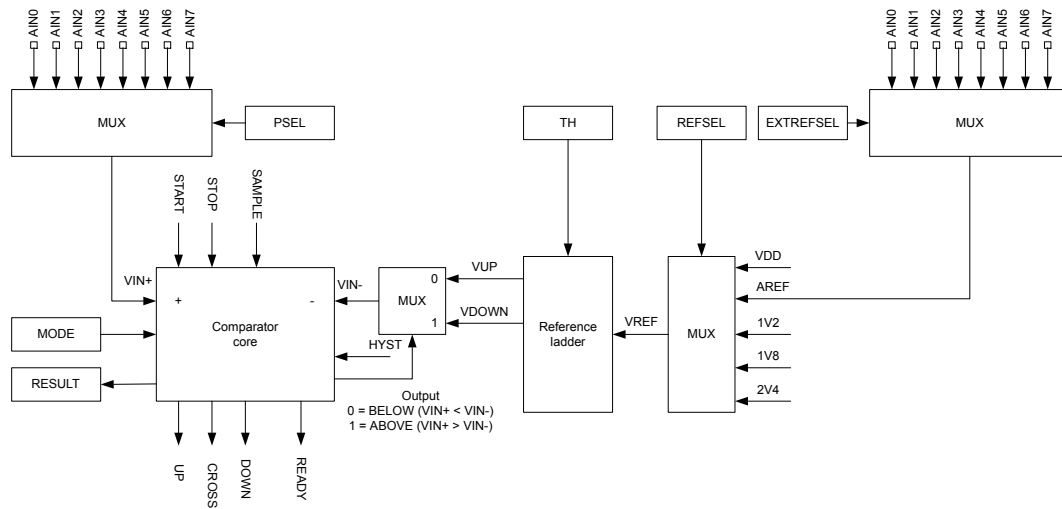 AIN0
AIN1
AIN2
AIN3
AIN4
AIN5
AIN6
AIN7
AIN0
AIN1
AIN2
AIN3
AIN4
AIN5
AIN6
AIN7
MUX
PSEL
TH
REFSEL
EXTREFSEL
MUX
START
STOP
SAMPLE
VIN+
VIN-
VUP
VDOWN
VREF
VDD
AREF
1V2
1V8
2V4
+
-
MUX
0
1
Comparator
core
Reference
ladder
MUX
MODE
HYST
RESULT
Output
0 = BELOW (VIN+ < VIN-)
1 = ABOVE (VIN+ > VIN-)
UP
CROSS
DOWN
READY